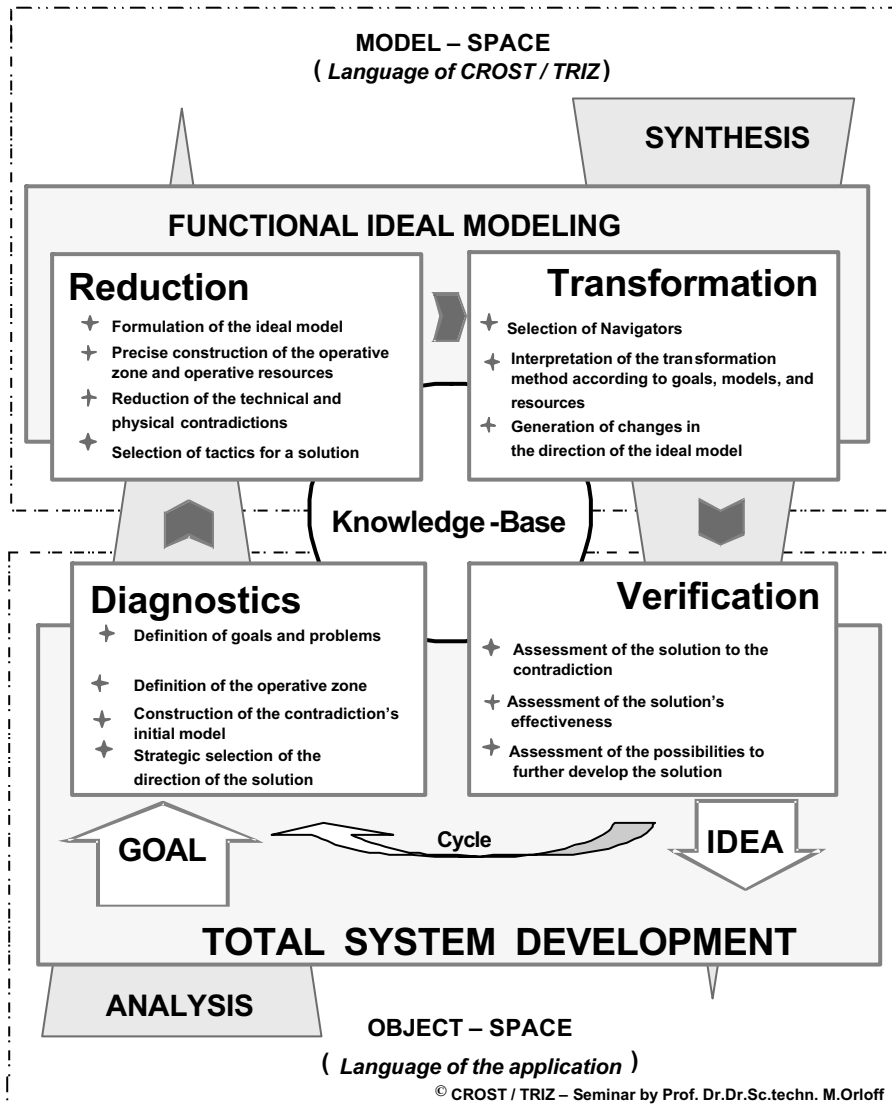 MODEL – SPACE
( Language of CROST / TRIZ)
SYNTHESIS
FUNCTIONAL IDEAL MODELING
Reduction
Formulation of the ideal model
Precise construction of the operative
zone and operative resources
Reduction of the technical and
physical contradictions
Selection of tactics for a solution
Transformation
Selection of Navigators
Interpretation of the transformation
method according to goals, models, and
resources
Generation of changes in
the direction of the ideal model
Knowledge-Base
Diagnostics
Definition of goals and problems
Definition of the operative zone
Construction of the contradiction's
initial model
Strategic selection of the
direction of the solution
Verification
Assessment of the solution to the
contradiction
Assessment of the solution's
effectiveness
Assessment of the possibilities to
further develop the solution
GOAL
Cycle
IDEA
TOTAL SYSTEM DEVELOPMENT
ANALYSIS
OBJECT – SPACE
( Language of the application )
© CROST / TRIZ – Seminar by Prof. Dr.Dr.Sc.techn. M.Orloff